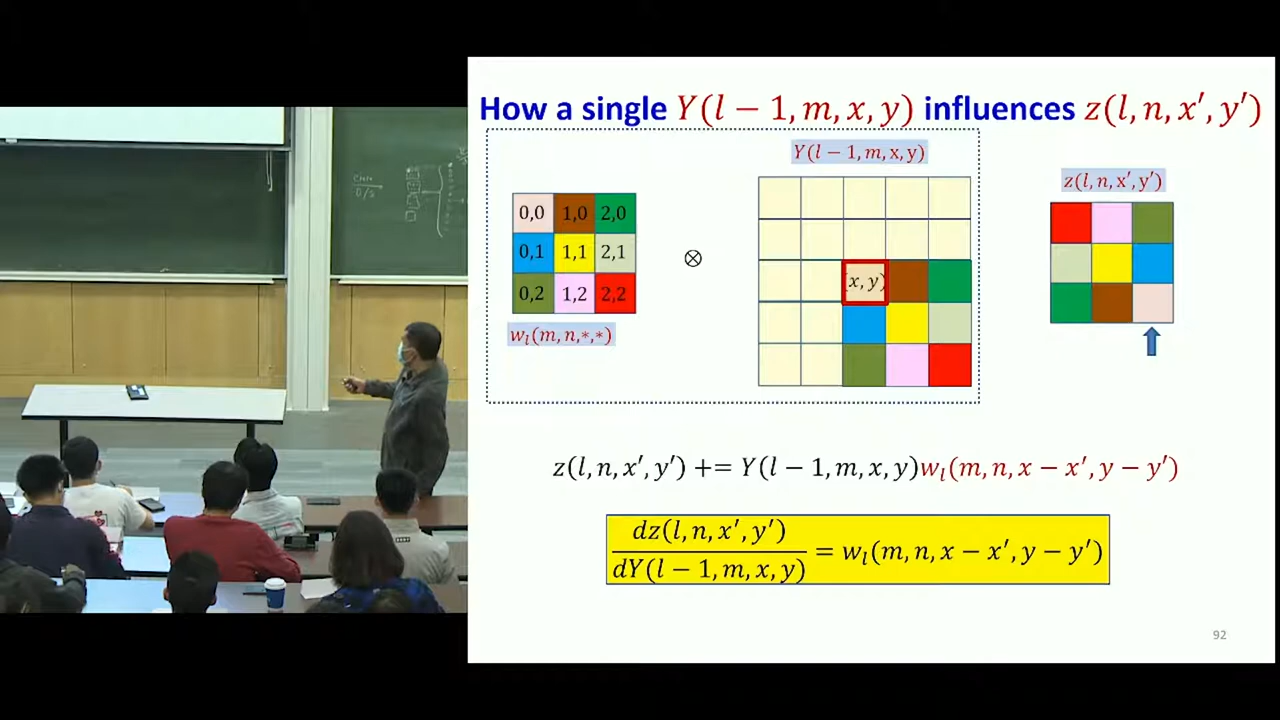 How a single Y(l − 1, m, x, y) influences z(l, n, x′, y′)
Y(l − 1, m, x, y)
z(l, n, x′, y′)
0,0 1,0 2,0
0,1 1,1 2,1
0,2 1,2 2,2
⊗
(x, y)
w_l(m, n,∗,∗)
z(l, n, x′, y′) += Y(l − 1, m, x, y)w_l(m, n, x − x′, y − y′)
dz(l, n, x′, y′)
dY(l − 1, m, x, y)
= w_l(m, n, x − x′, y − y′)
92